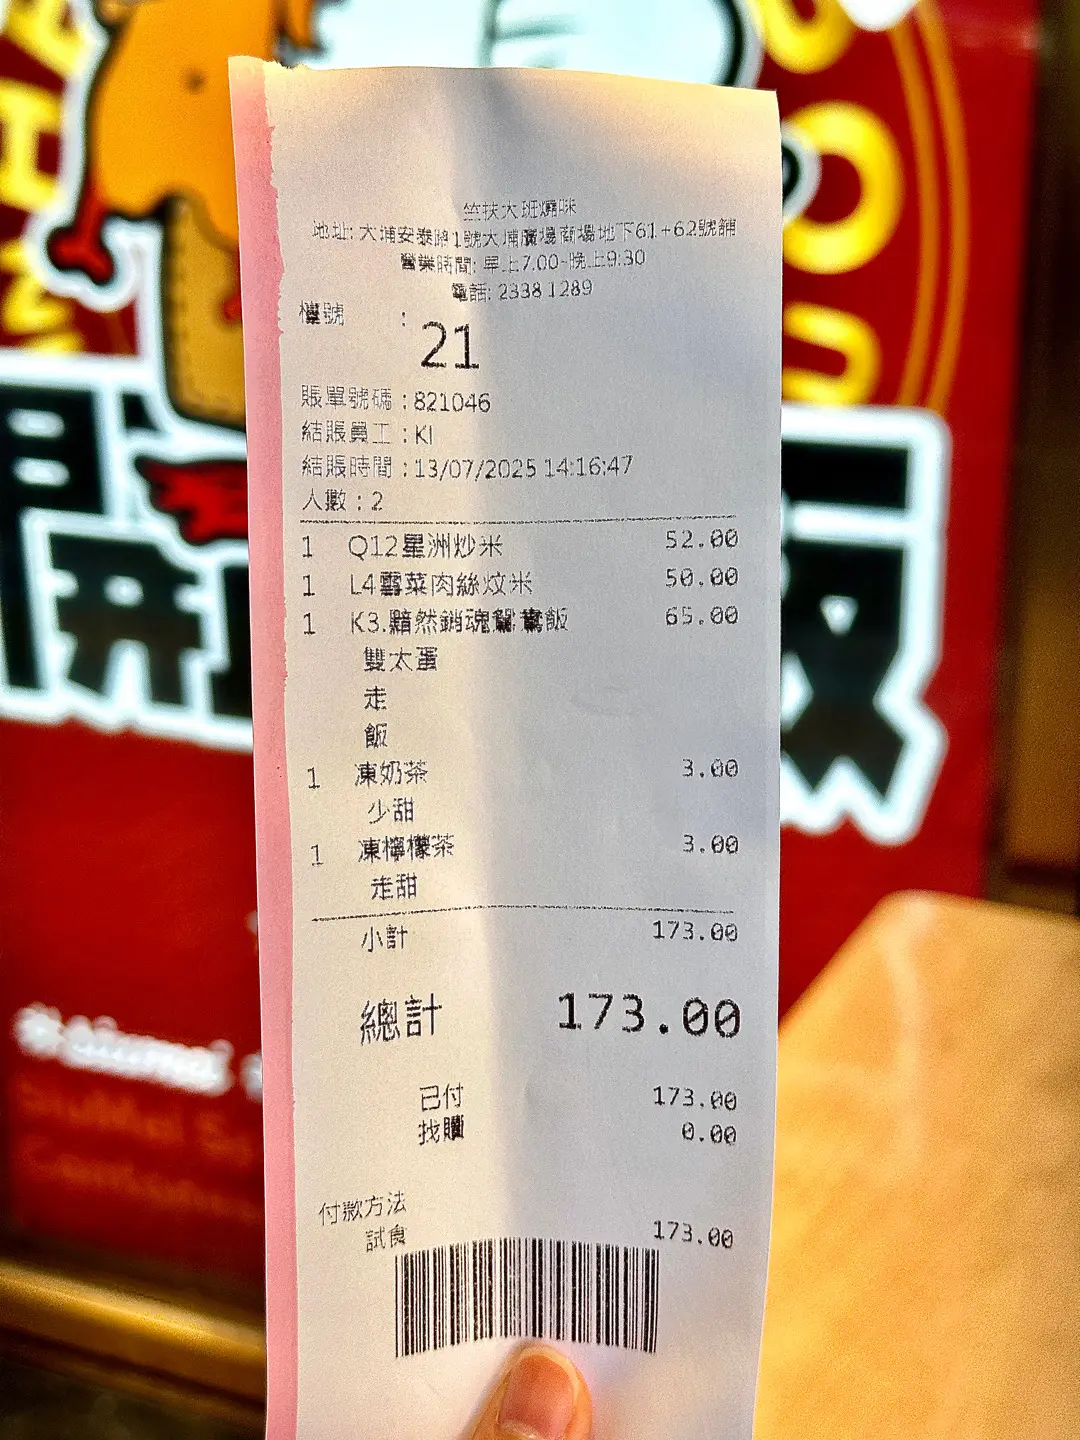 大班燒味
地址: 大埔安泰路1號大埔廣場商場地下61+62號舖
營業時間: 早上7.00-晚上9:30
電話: 2338 1289
檯號 :
21
賬單號碼 : 821046
結賬員工 : KI
結賬時間 : 13/07/2025 14:16:47
人數 : 2
1 Q12星洲炒米 52.00
1 L4雪菜肉絲炆米 50.00
1 K3.黯然銷魂鴛鴦飯 65.00
雙太蛋
走
飯
1 凍奶茶 3.00
少甜
1 凍檸檬茶 3.00
走甜
小計 173.00
總計 173.00
已付 173.00
找贖 0.00
付款方法
試食 173.00